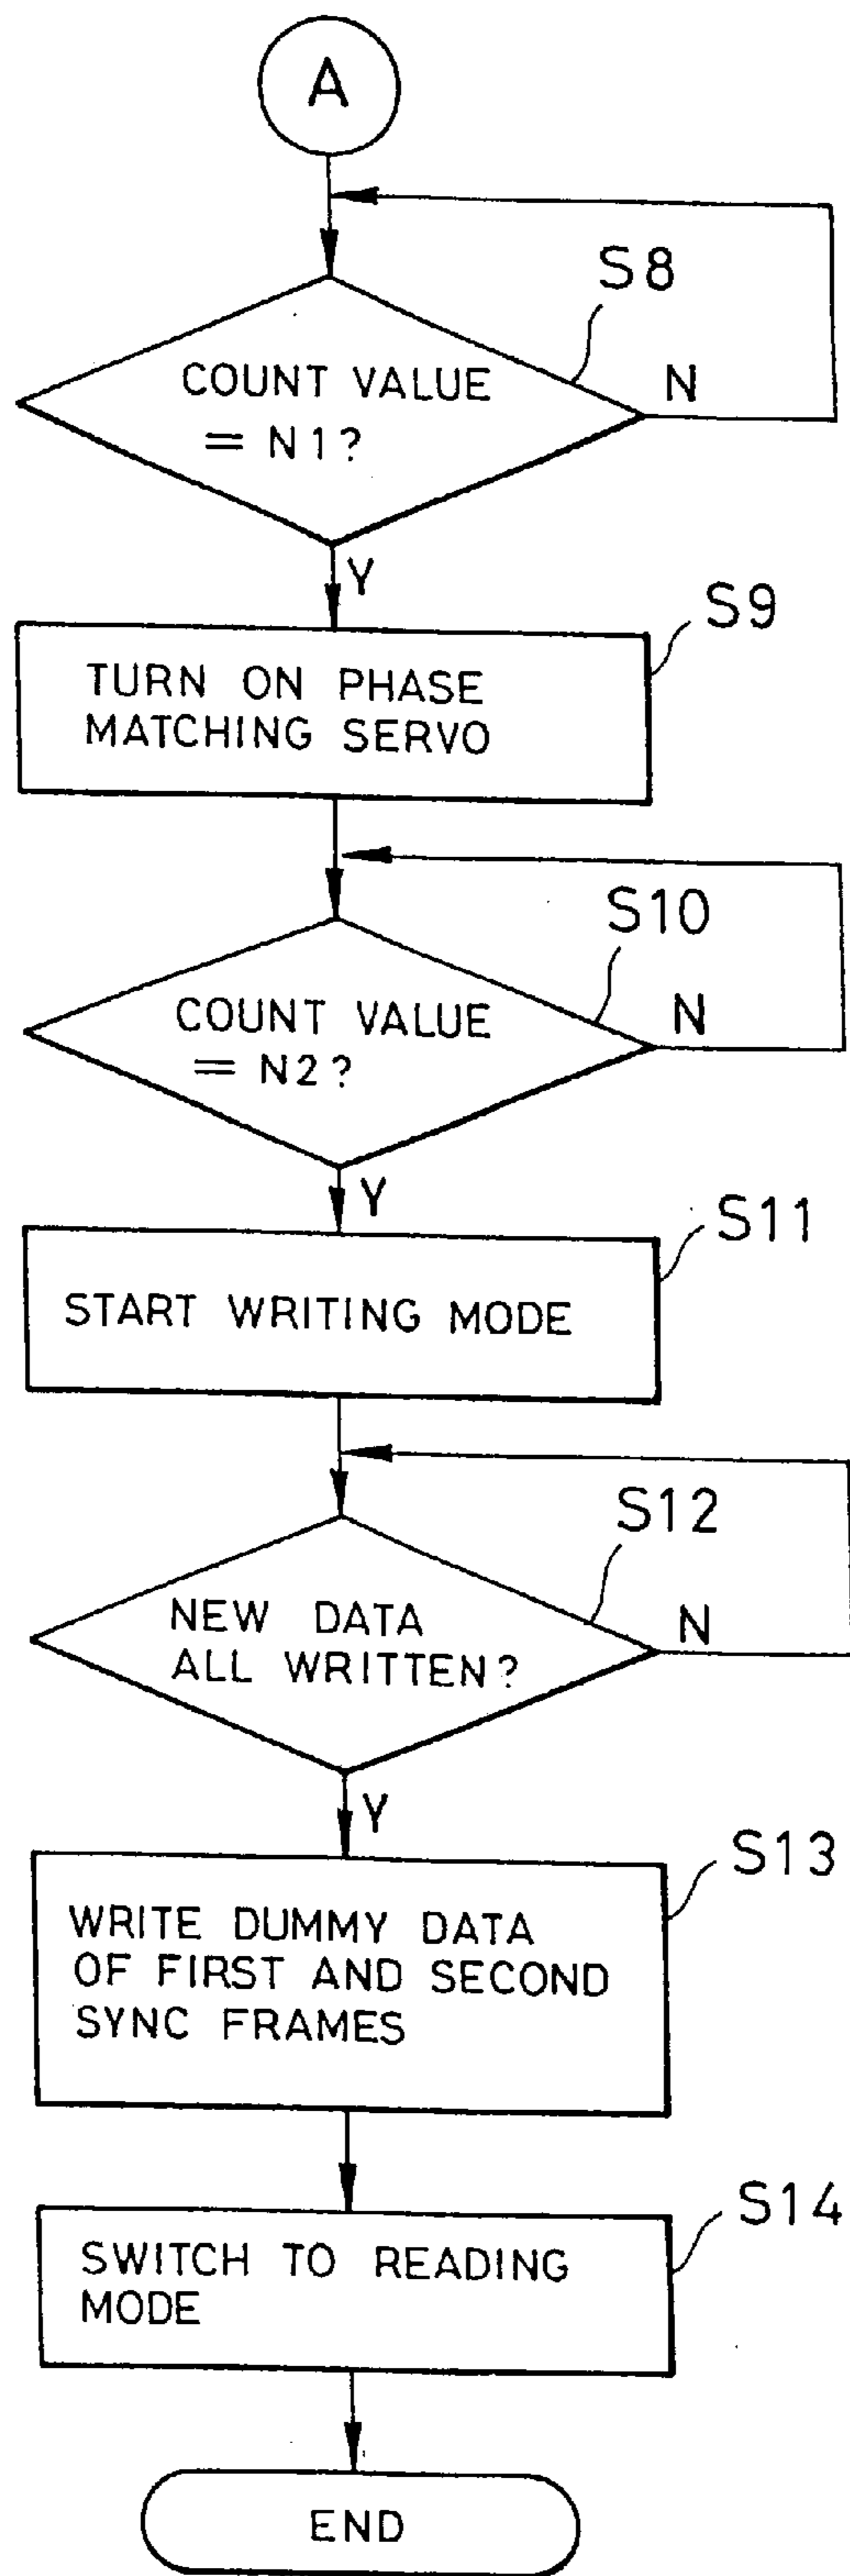 A
S8
COUNT VALUE
= N1?
N
Y
S9
TURN ON PHASE
MATCHING SERVO
S10
COUNT VALUE
= N2?
N
Y
S11
START WRITING MODE
S12
NEW DATA
ALL WRITTEN?
N
Y
S13
WRITE DUMMY DATA
OF FIRST AND SECOND
SYNC FRAMES
S14
SWITCH TO READING
MODE
END